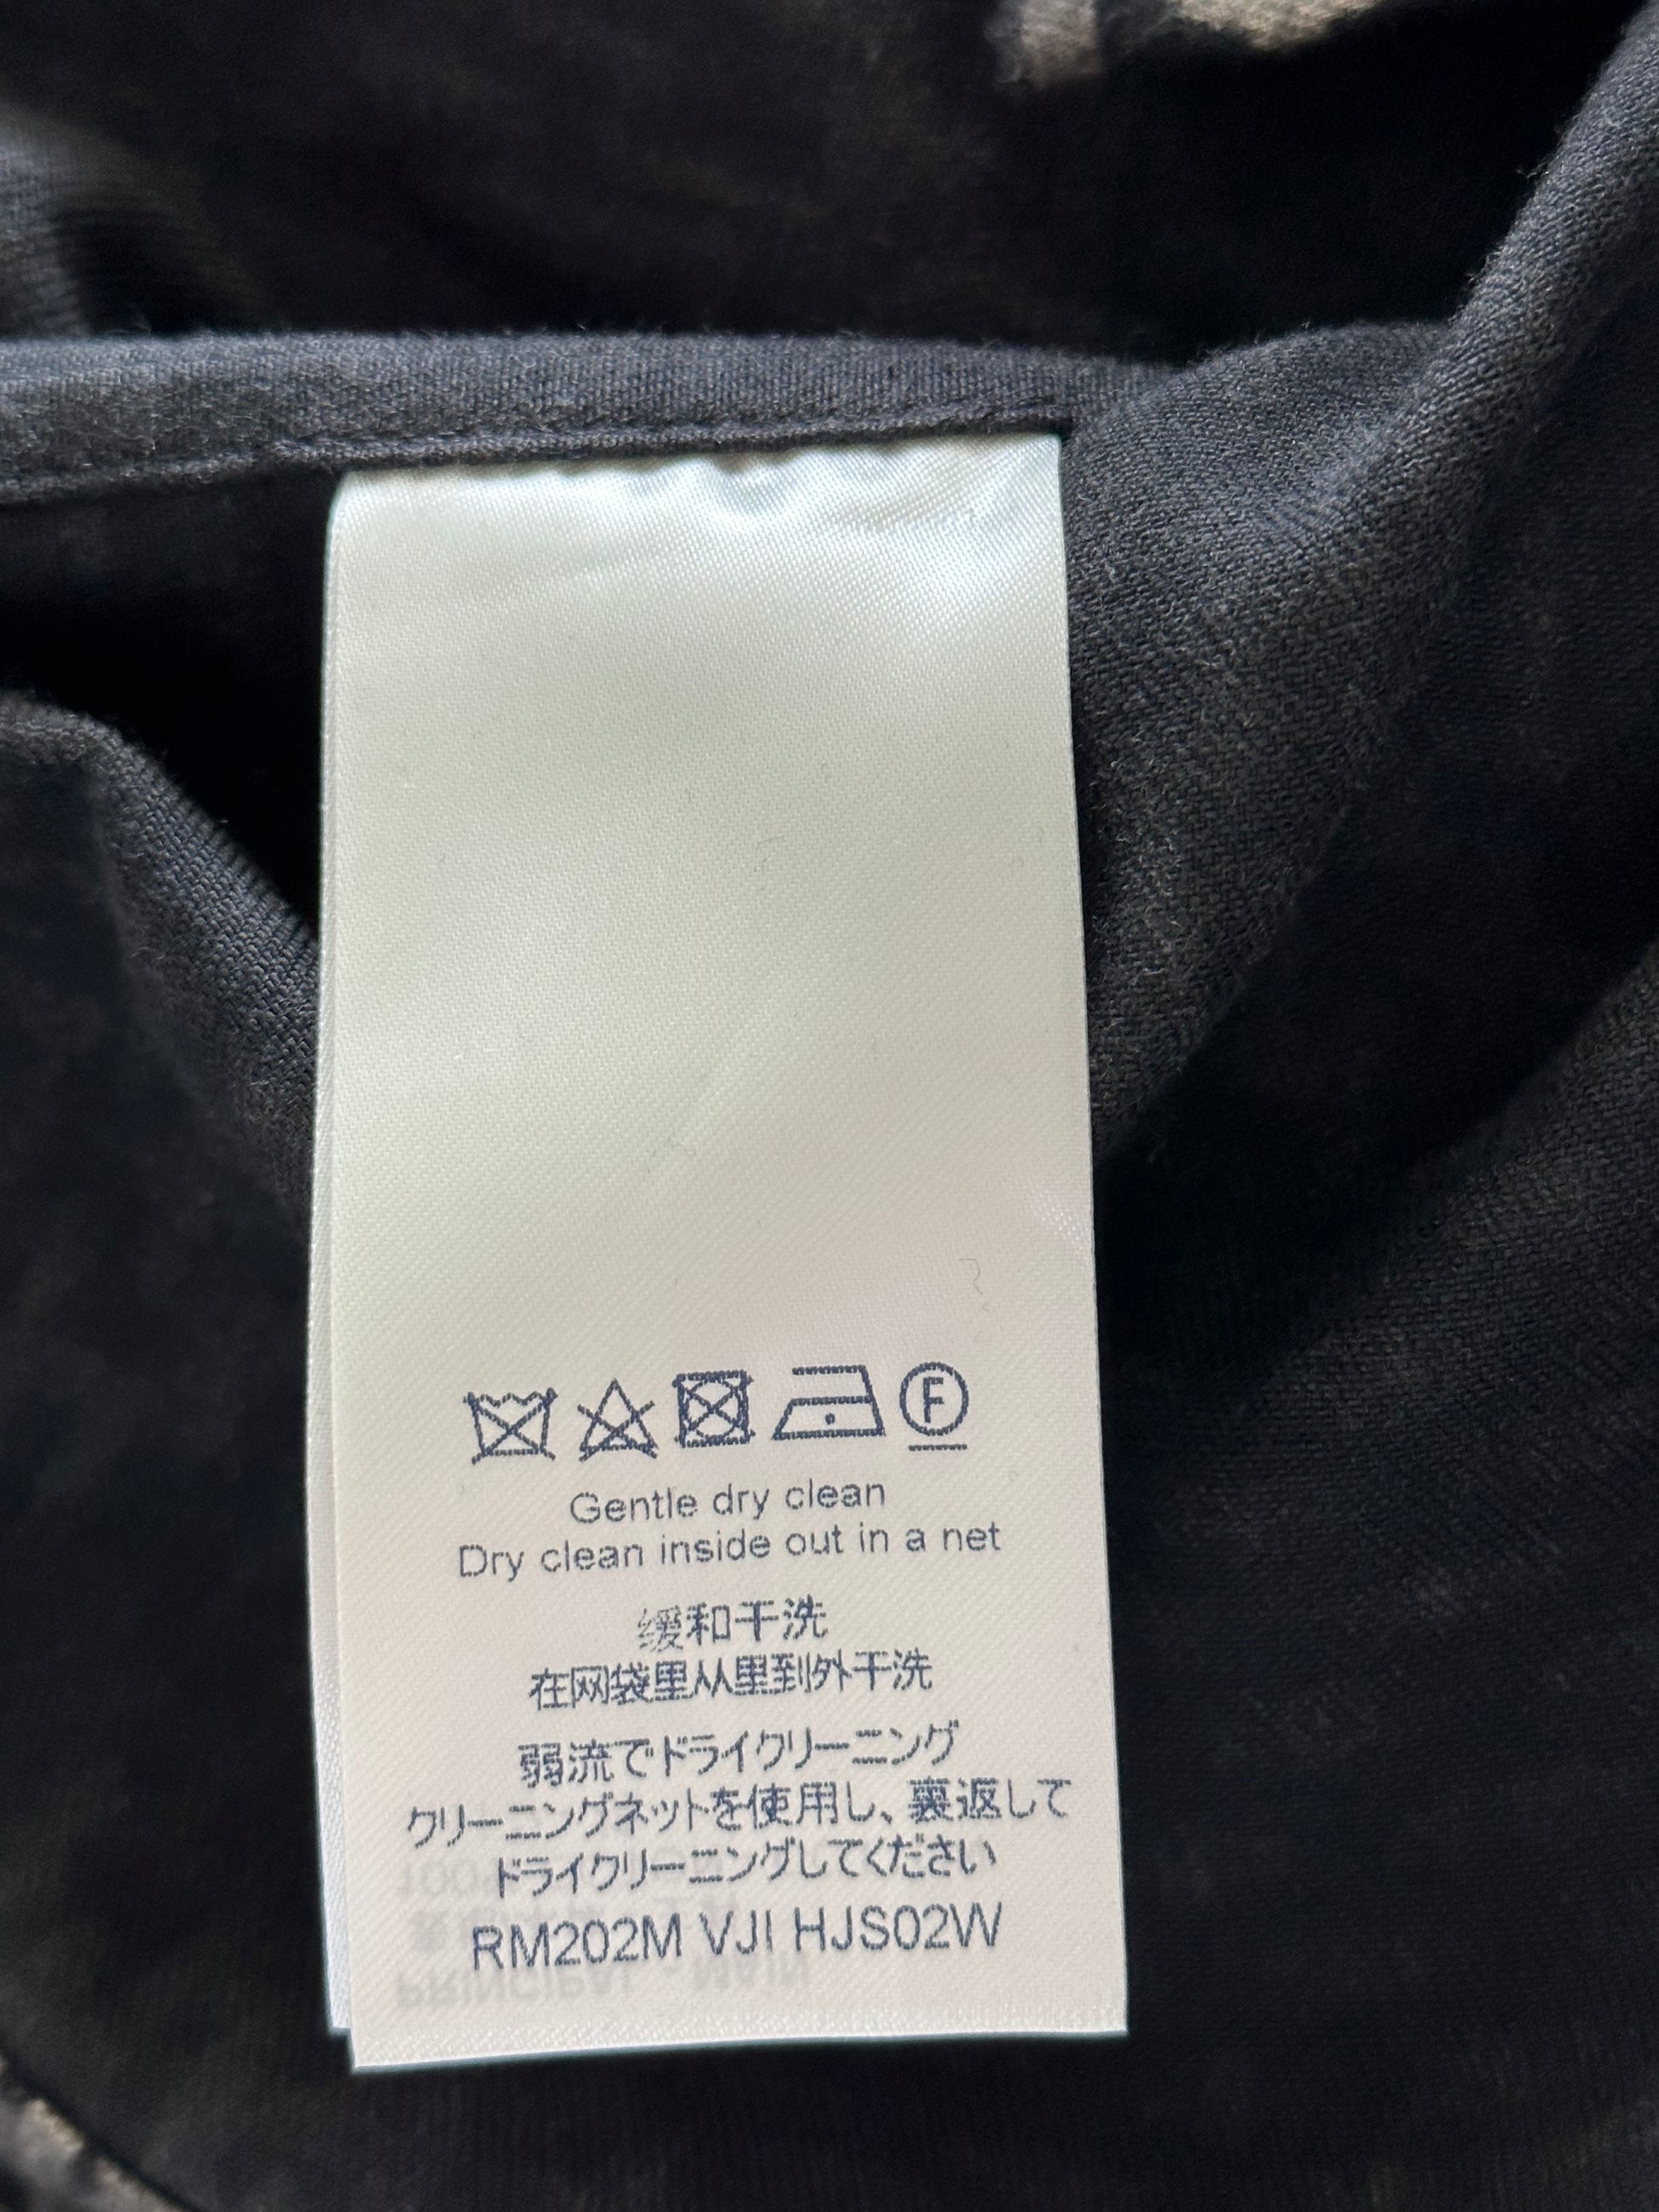 F
Gentle dry clean
Dry clean inside out in a net
缓和干洗
在网袋里从里到外干洗
弱流でドライクリーニング
クリーニングネットを使用し、裏返して
ドライクリーニングしてください
RM202M VJI HJS02W
PRINCIPAL - MAIN